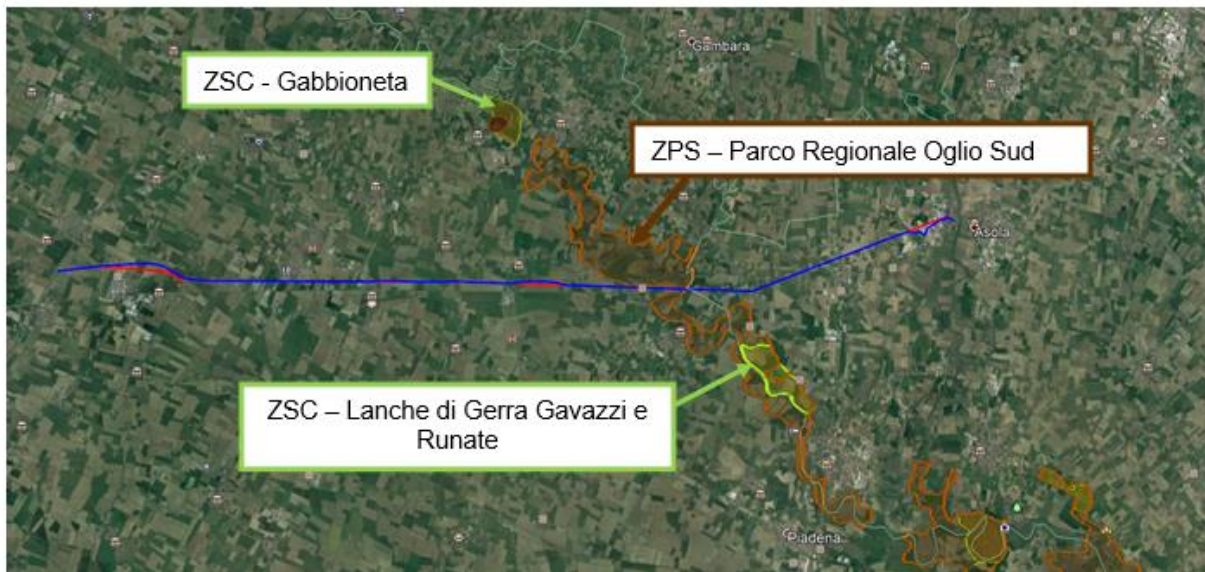 Gambara
ZSC - Gabbioneta
ZPS – Parco Regionale Oglio Sud
Asola
ZSC – Lanche di Gerra Gavazzi e
Runate
Piadena